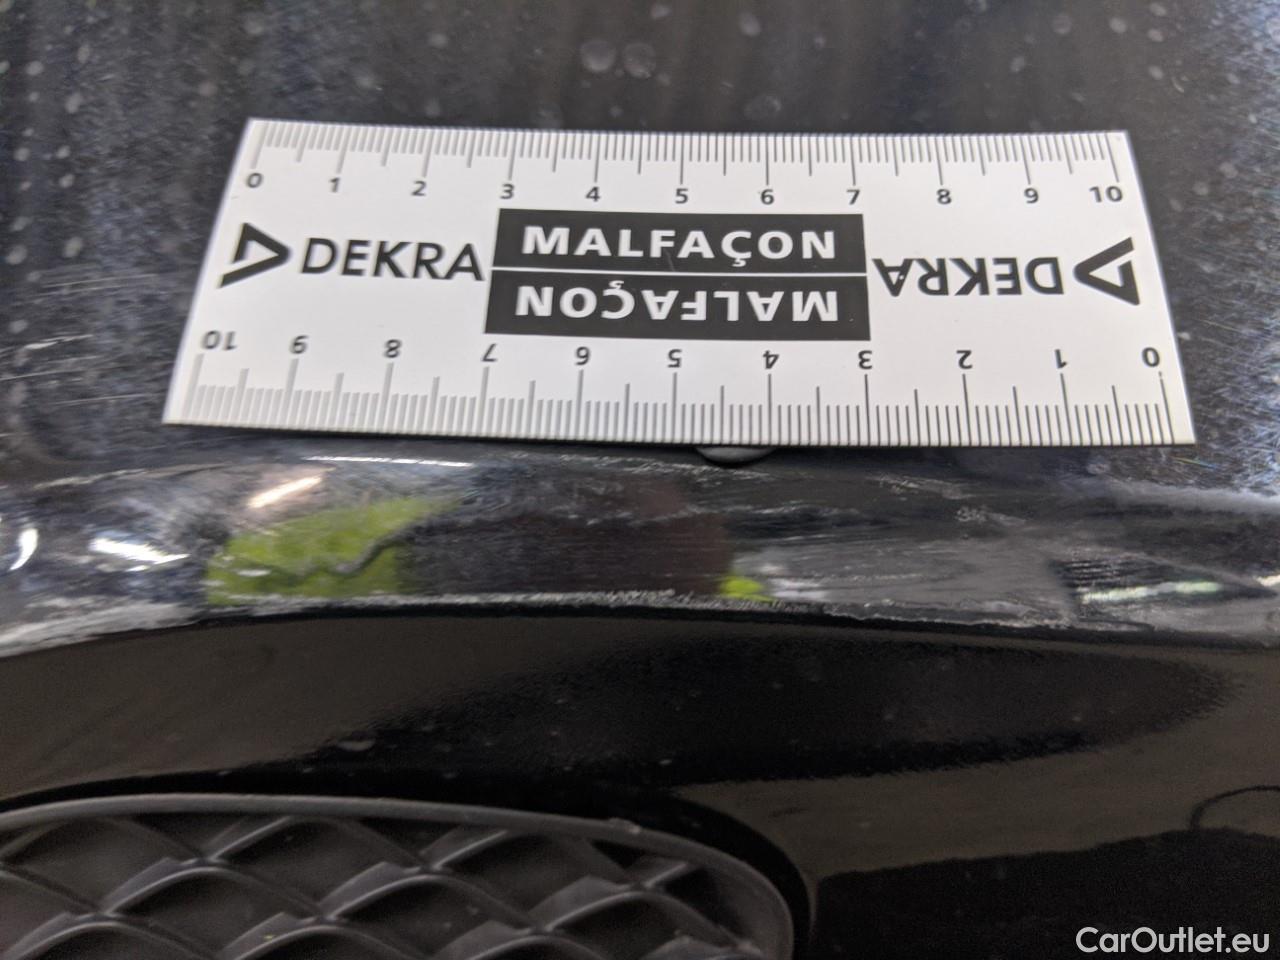 0 1 2 3 4 5 6 7 8 9 10
DEKRA MALFAÇON DEKRA
MALFAÇON
10 9 8 7 6 5 4 3 2 1 0
CarOutlet.eu